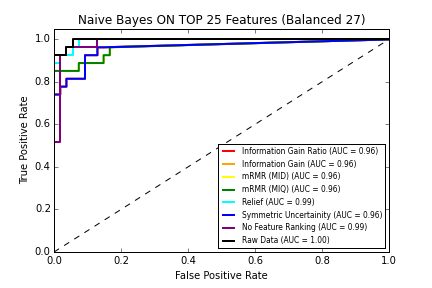 Naive Bayes ON TOP 25 Features (Balanced 27)
1.0
0.8
0.6
0.4
0.2
0.0
True Positive Rate
Information Gain Ratio (AUC = 0.96)
Information Gain (AUC = 0.96)
mRMR (MID) (AUC = 0.96)
mRMR (MIQ) (AUC = 0.96)
Relief (AUC = 0.99)
Symmetric Uncertainity (AUC = 0.96)
No Feature Ranking (AUC = 0.99)
Raw Data (AUC = 1.00)
0.0 0.2 0.4 0.6 0.8 1.0
False Positive Rate